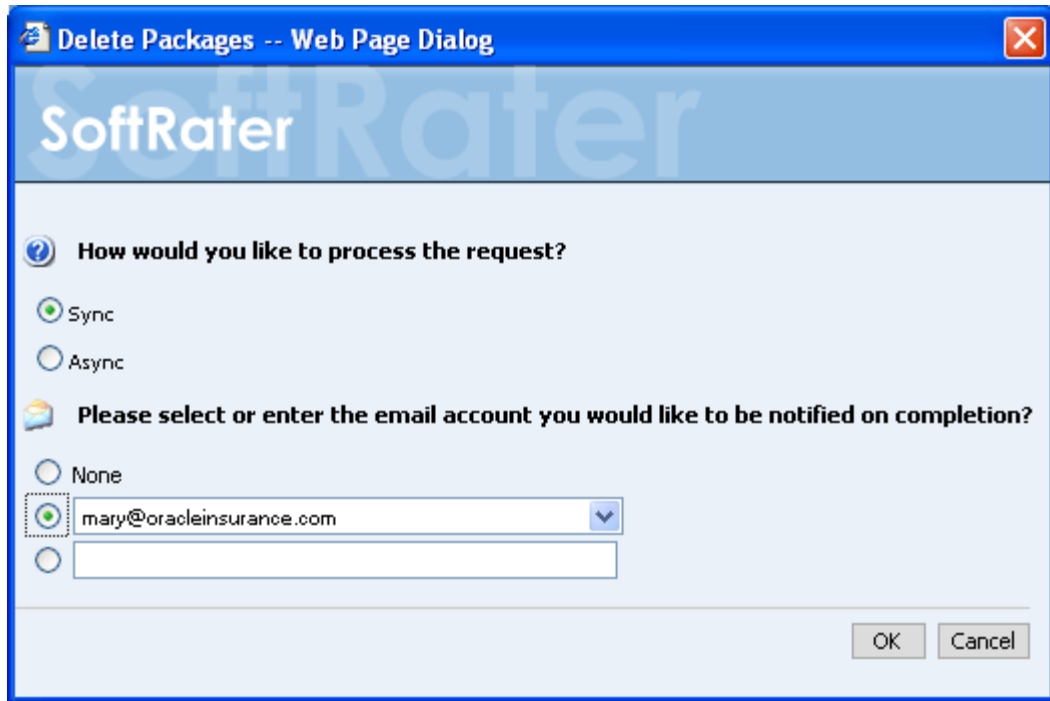 Delete Packages -- Web Page Dialog
SoftRater
SoftRater
How would you like to process the request?
Sync
Async
Please select or enter the email account you would like to be notified on completion?
None
mary@oracleinsurance.com
OK Cancel